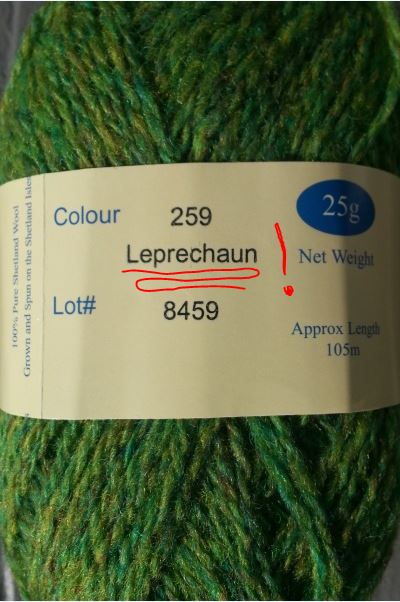 100% Pure Shetland Wool
Grown and Spun on the Shetland Isles
Colour 259
Leprechaun
Lot# 8459
25g
Net Weight
Approx Length
105m
!